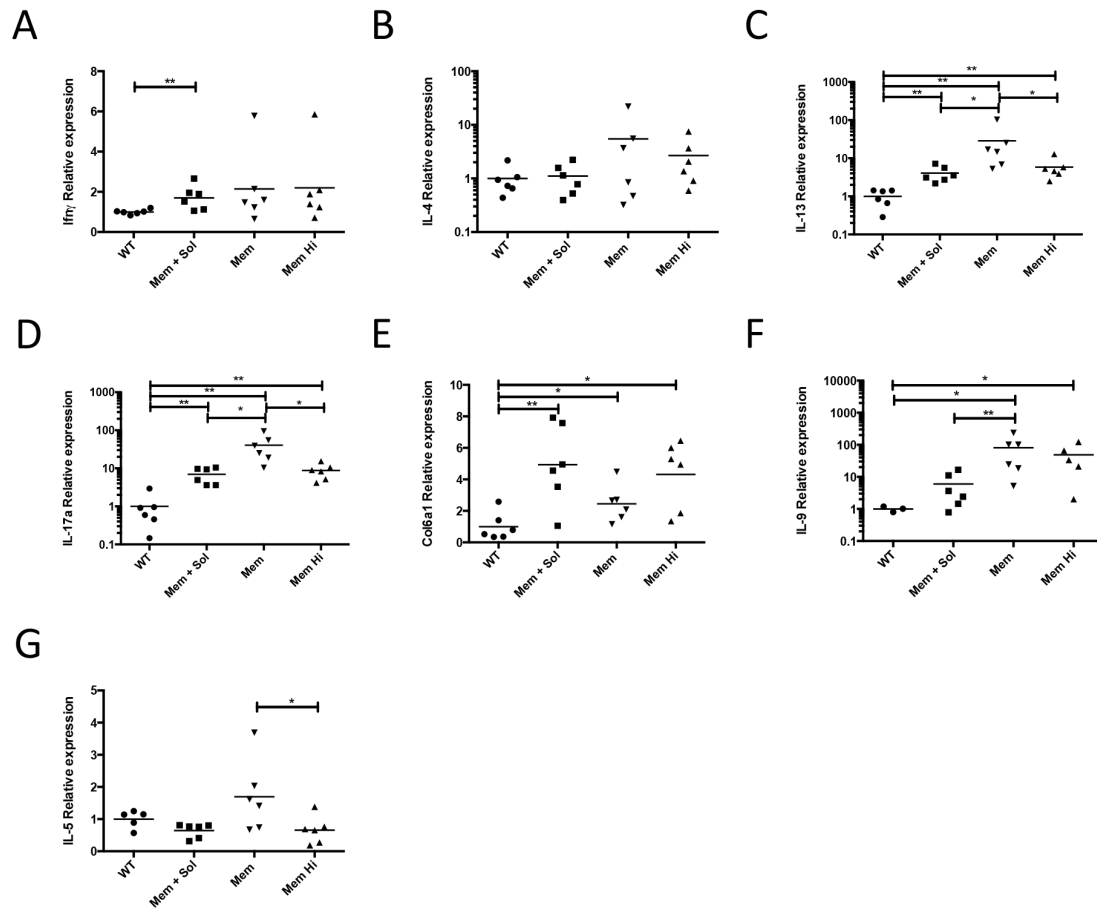 A
B
C
Ifnγ Relative expression
8
6
4
2
0
**
WT
Mem + Sol
Mem
Mem Hi
IL-4 Relative expression
100
10
1
0.1
WT
Mem + Sol
Mem
Mem Hi
IL-13 Relative expression
1000
100
10
1
0.1
**
**
**
*
*
WT
Mem + Sol
Mem
Mem Hi
D
E
F
IL-17a Relative expression
1000
100
10
1
0.1
**
**
**
*
*
WT
Mem + Sol
Mem
Mem Hi
Col6a1 Relative expression
10
8
6
4
2
0
*
*
**
WT
Mem + Sol
Mem
Mem Hi
IL-9 Relative expression
10000
1000
100
10
1
0.1
*
*
**
WT
Mem + Sol
Mem
Mem Hi
G
IL-5 Relative expression
5
4
3
2
1
0
*
WT
Mem + Sol
Mem
Mem Hi